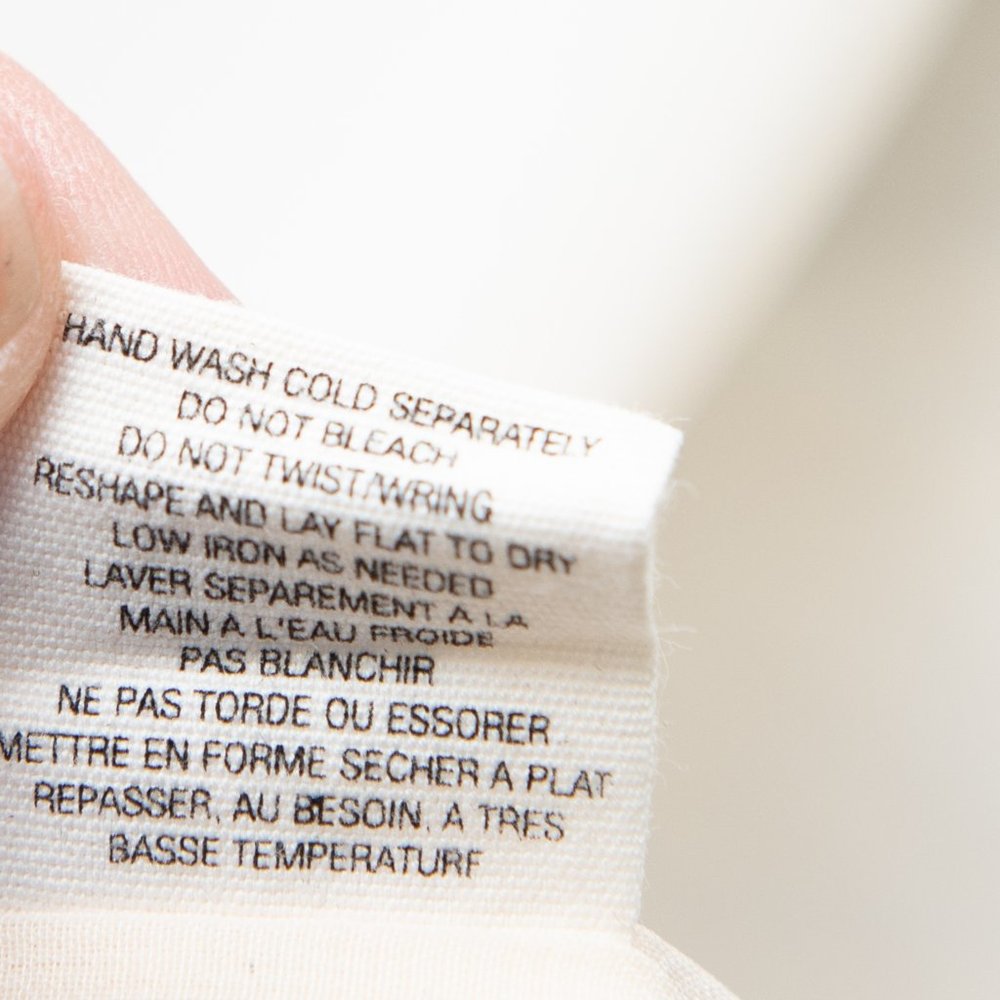 HAND WASH COLD SEPARATELY
DO NOT BLEACH
DO NOT TWIST/WRING
RESHAPE AND LAY FLAT TO DRY
LOW IRON AS NEEDED
LAVER SEPAREMENT A LA
MAIN A L'EAU FROIDE
PAS BLANCHIR
NE PAS TORDE OU ESSORER
METTRE EN FORME SECHER A PLAT
REPASSER, AU BESOIN, A TRES
BASSE TEMPERATURE